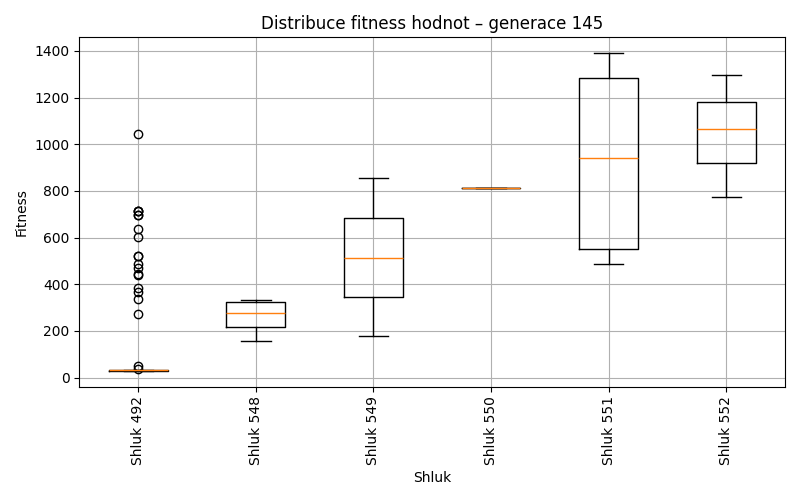 Distribuce fitness hodnot – generace 145
Fitness
1400
1200
1000
800
600
400
200
0
Shluk 492
Shluk 548
Shluk 549
Shluk 550
Shluk 551
Shluk 552
Shluk